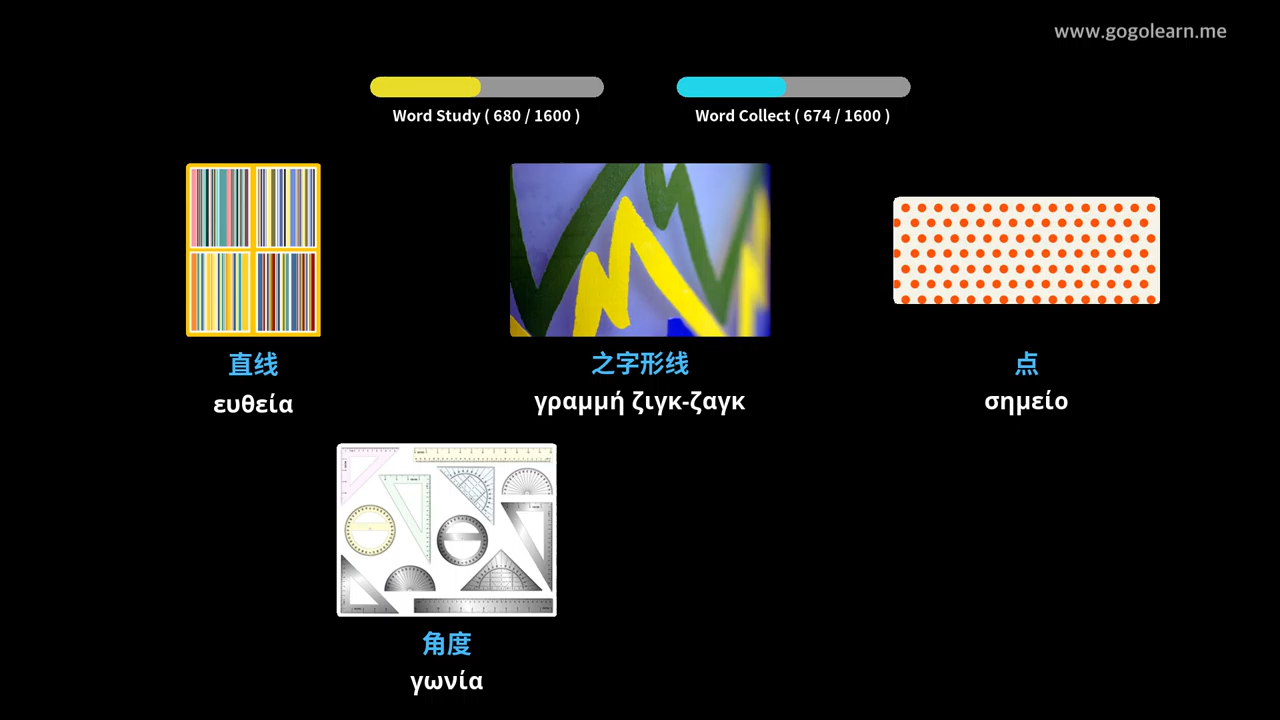 www.gogolearn.me
Word Study ( 680 / 1600 )
Word Collect ( 674 / 1600 )
直线
ευθεία
之字形线
γραμμή ζιγκ-ζαγκ
点
σημείο
角度
γωνία